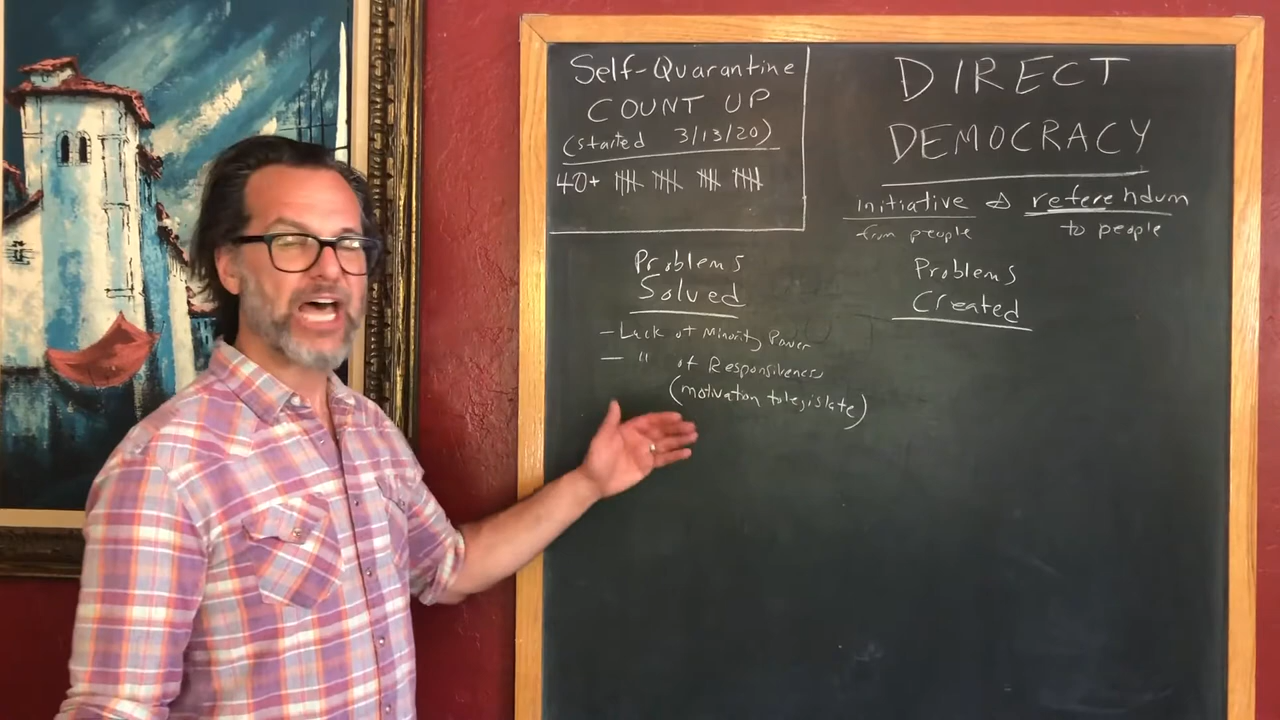 Self-Quarantine
COUNT UP
(started 3/13/20)
40+ 𝍸 𝍸 𝍸 𝍸
DIRECT
DEMOCRACY
initiative & referendum
from people to people
Problems
Solved
- Lack of Minority Power
- " of Responsiveness
(motivation to legislate)
Problems
Created